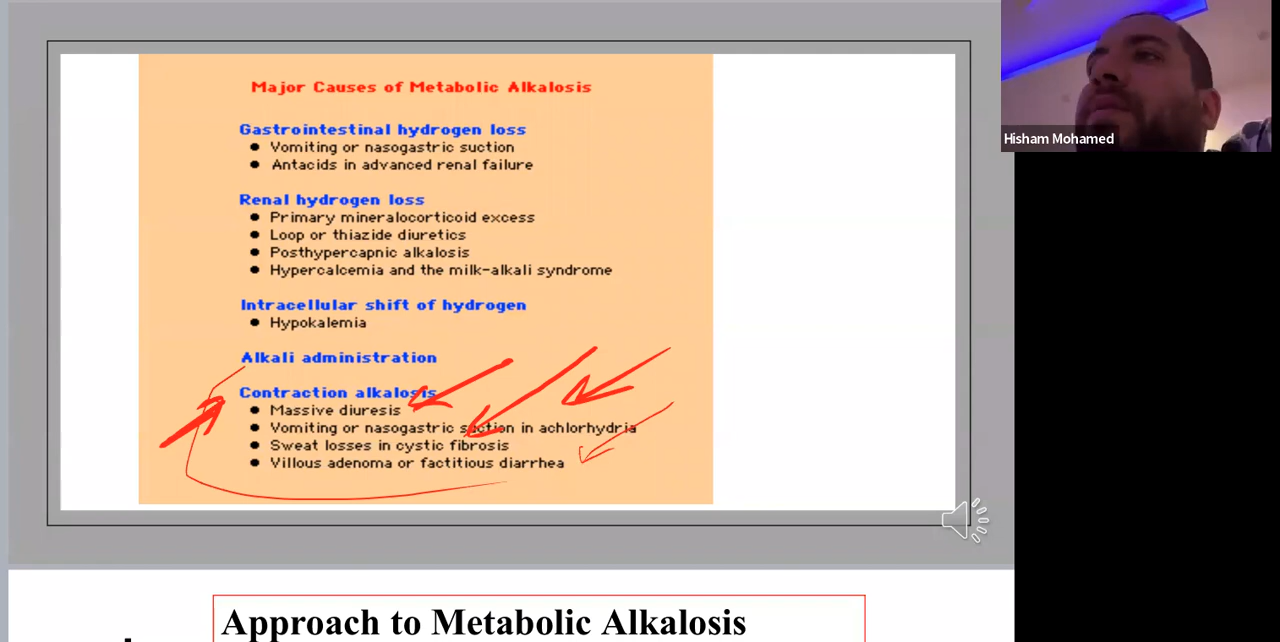 Major Causes of Metabolic Alkalosis
Gastrointestinal hydrogen loss
● Vomiting or nasogastric suction
● Antacids in advanced renal failure
Renal hydrogen loss
● Primary mineralocorticoid excess
● Loop or thiazide diuretics
● Posthypercapnic alkalosis
● Hypercalcemia and the milk-alkali syndrome
Intracellular shift of hydrogen
● Hypokalemia
Alkali administration
Contraction alkalosis
● Massive diuresis
● Vomiting or nasogastric suction in achlorhydria
● Sweat losses in cystic fibrosis
● Villous adenoma or factitious diarrhea
Hisham Mohamed
Approach to Metabolic Alkalosis